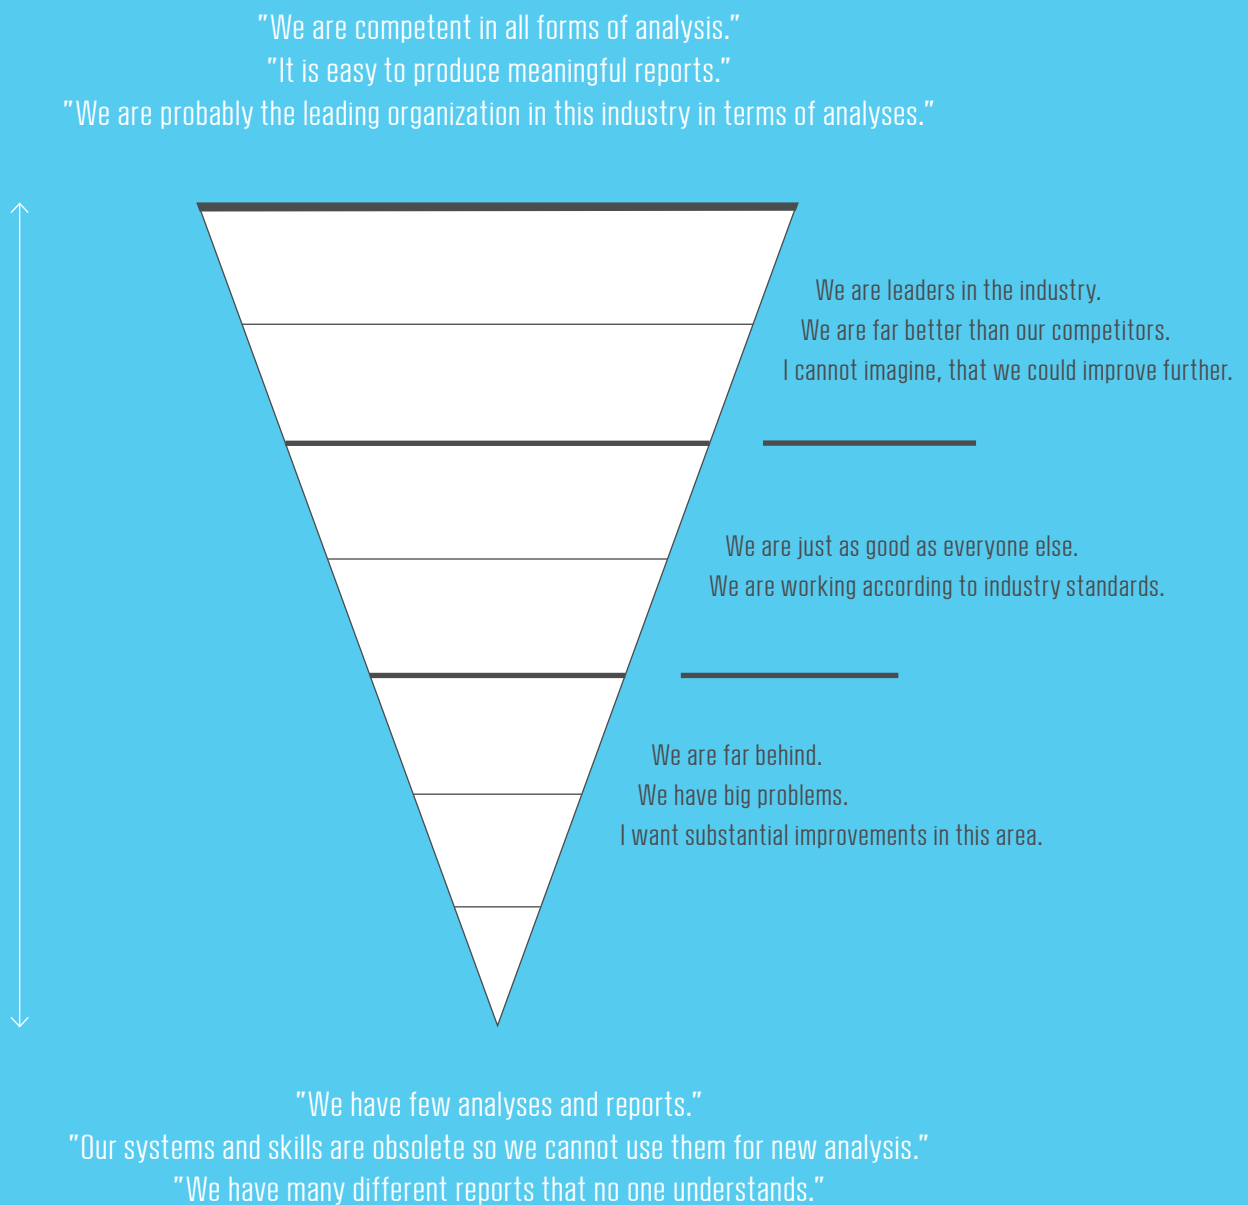 "We are competent in all forms of analysis."
"It is easy to produce meaningful reports."
"We are probably the leading organization in this industry in terms of analyses."
We are leaders in the industry.
We are far better than our competitors.
I cannot imagine, that we could improve further.
We are just as good as everyone else.
We are working according to industry standards.
We are far behind.
We have big problems.
I want substantial improvements in this area.
"We have few analyses and reports."
"Our systems and skills are obsolete so we cannot use them for new analysis."
"We have many different reports that no one understands."